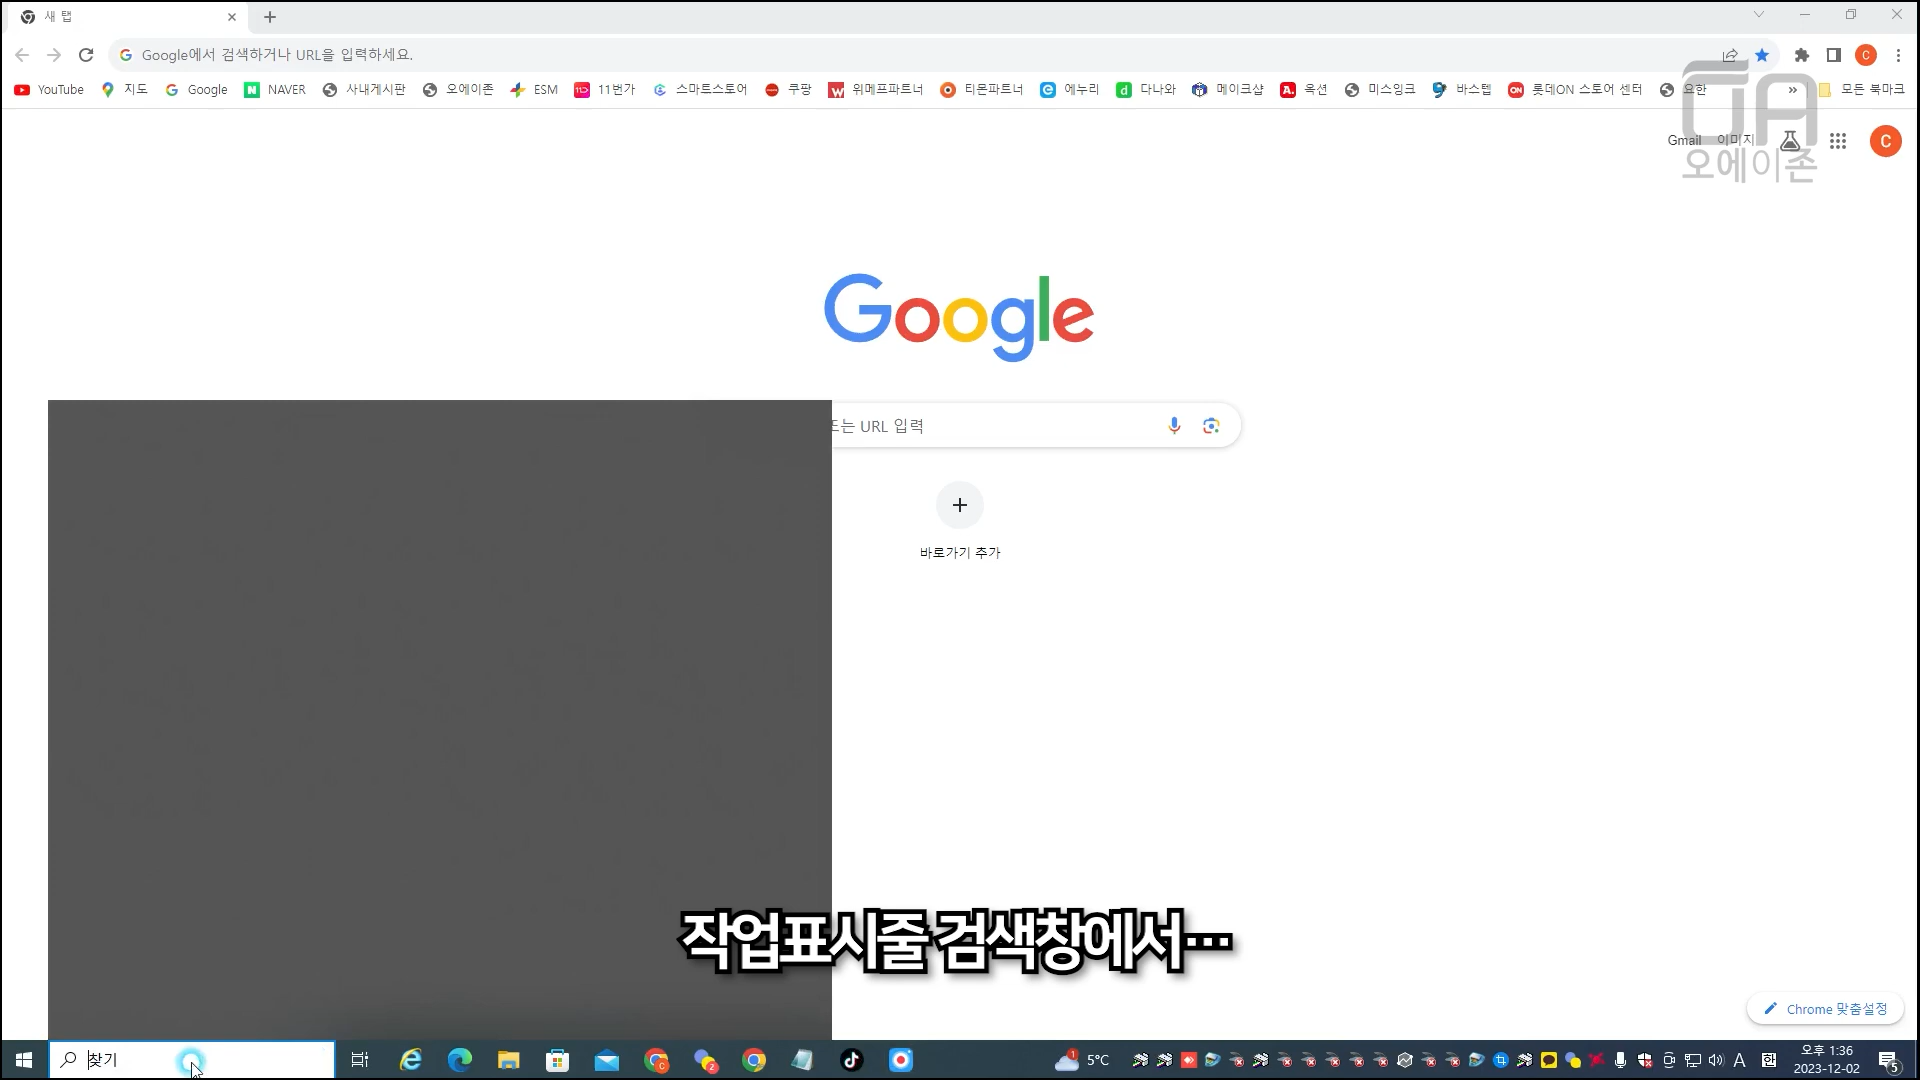 새 탭
Google에서 검색하거나 URL을 입력하세요.
YouTube 지도 Google NAVER 사내게시판 오에이존 ESM 11번가 스마트스토어 쿠팡 위메프파트너 티몬파트너 에누리 다나와 메이크샵 옥션 미스잉크 바스텝 롯데ON 스토어 센터 요한 » 모든 북마크
Gmail 이미지
C
OA
오에이존
Google
또는 URL 입력
바로가기 추가
작업표시줄 검색창에서…
Chrome 맞춤설정
찾기
5°C
A
오후 1:36
2023-12-02
5